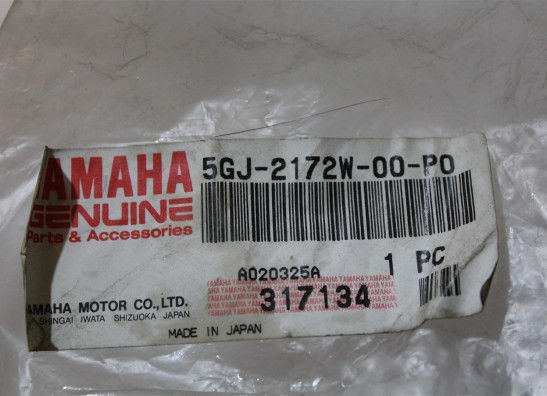 YAMAHA
GENUINE
Parts & Accessories
5GJ-2172W-00-P0
1 PC
A020325A
317134
YAMAHA MOTOR CO., LTD.
SHINGAI IWATA SHIZUOKA JAPAN
MADE IN JAPAN